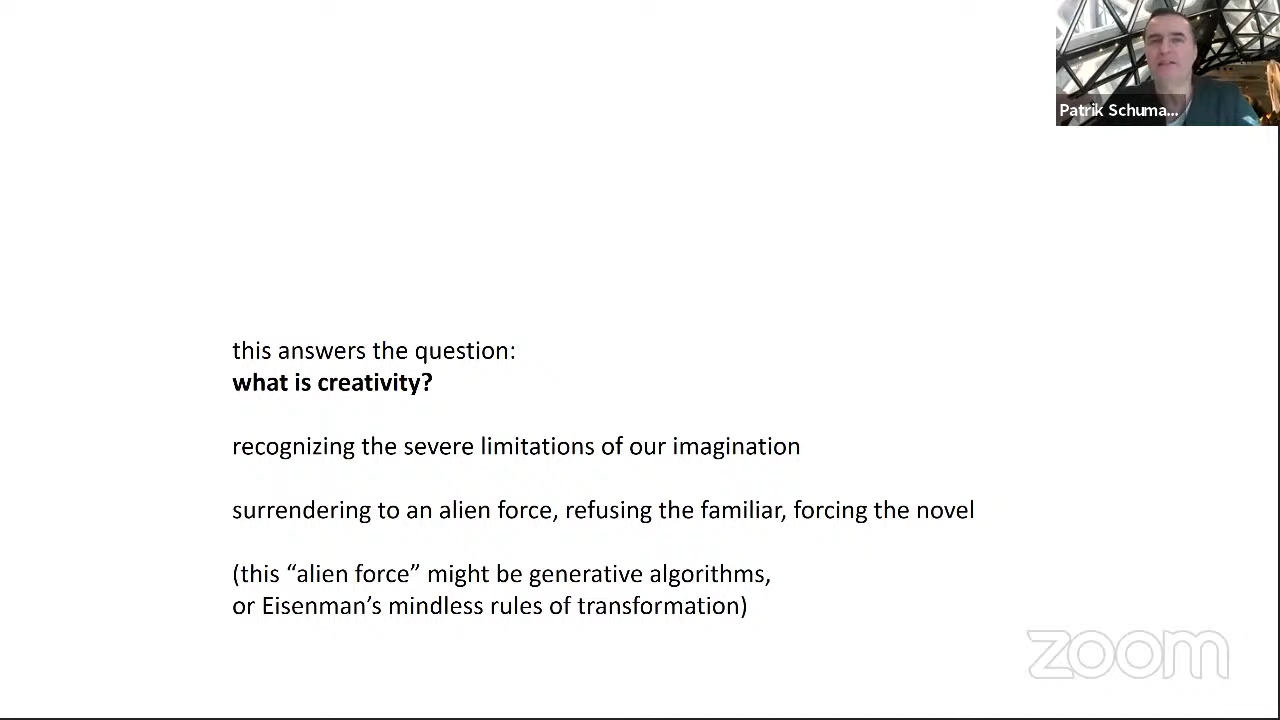 Patrik Schuma...
this answers the question:
what is creativity?
recognizing the severe limitations of our imagination
surrendering to an alien force, refusing the familiar, forcing the novel
(this “alien force” might be generative algorithms,
or Eisenman’s mindless rules of transformation)
zoom